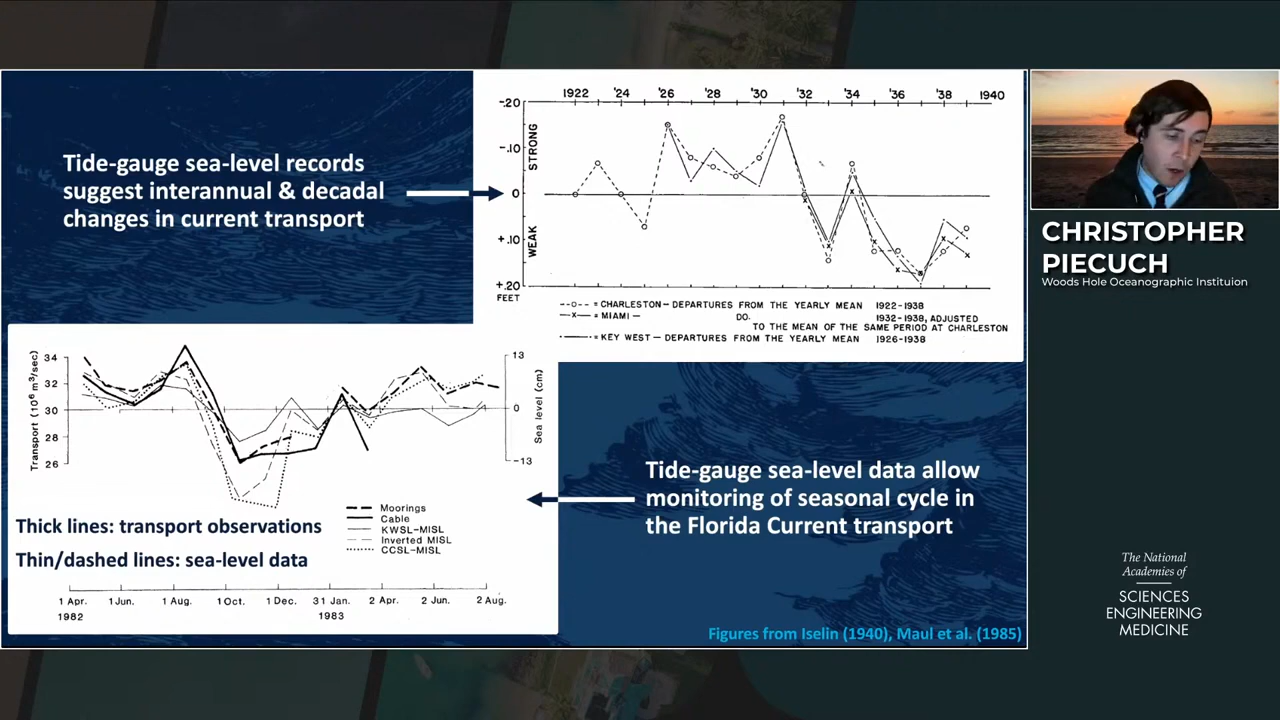 Tide-gauge sea-level records
suggest interannual & decadal
changes in current transport
1922 '24 '26 '28 '30 '32 '34 '36 '38 1940
-.20
-.10
0
+.10
+.20
FEET
STRONG
WEAK
--o-- = CHARLESTON — DEPARTURES FROM THE YEARLY MEAN 1922-1938
—x— = MIAMI — DO. 1932-1938, ADJUSTED
TO THE MEAN OF THE SAME PERIOD AT CHARLESTON
= KEY WEST — DEPARTURES FROM THE YEARLY MEAN 1926-1938
Transport (10⁶ m³/sec)
34
32
30
28
26
13
0
-13
Sea level (cm)
Moorings
Cable
KWSL-MISL
Inverted MISL
CCSL-MISL
Thick lines: transport observations
Thin/dashed lines: sea-level data
1 Apr. 1 Jun. 1 Aug. 1 Oct. 1 Dec. 31 Jan. 2 Apr. 2 Jun. 2 Aug.
1982 1983
Tide-gauge sea-level data allow
monitoring of seasonal cycle in
the Florida Current transport
Figures from Iselin (1940), Maul et al. (1985)
CHRISTOPHER
PIECUCH
Woods Hole Oceanographic Instituion
The National
Academies of
SCIENCES
ENGINEERING
MEDICINE